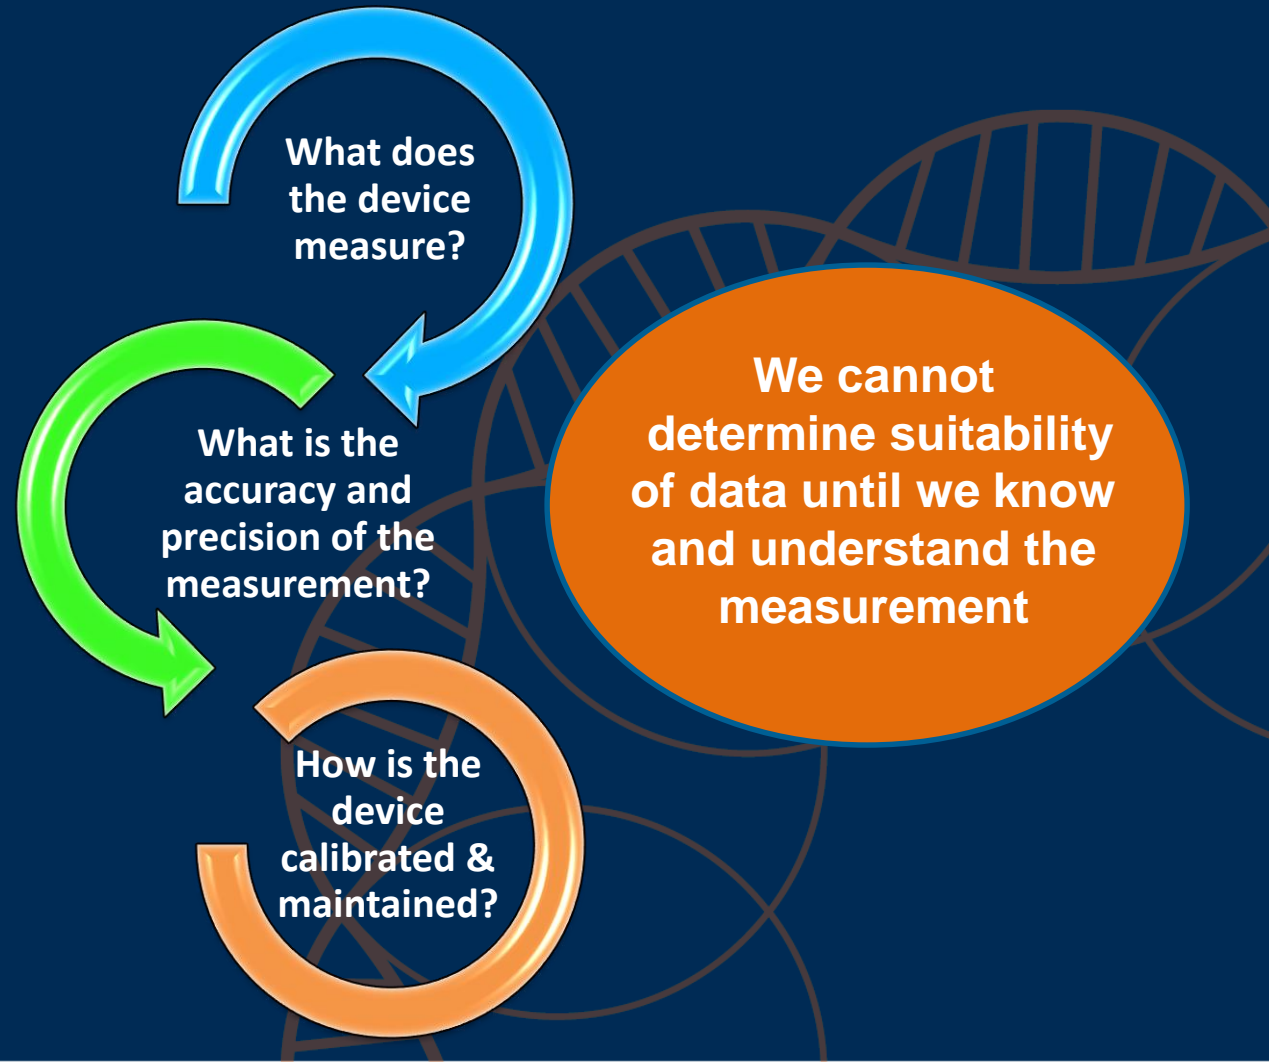 What does
the device
measure?
What is the
accuracy and
precision of the
measurement?
How is the
device
calibrated &
maintained?
We cannot
determine suitability
of data until we know
and understand the
measurement